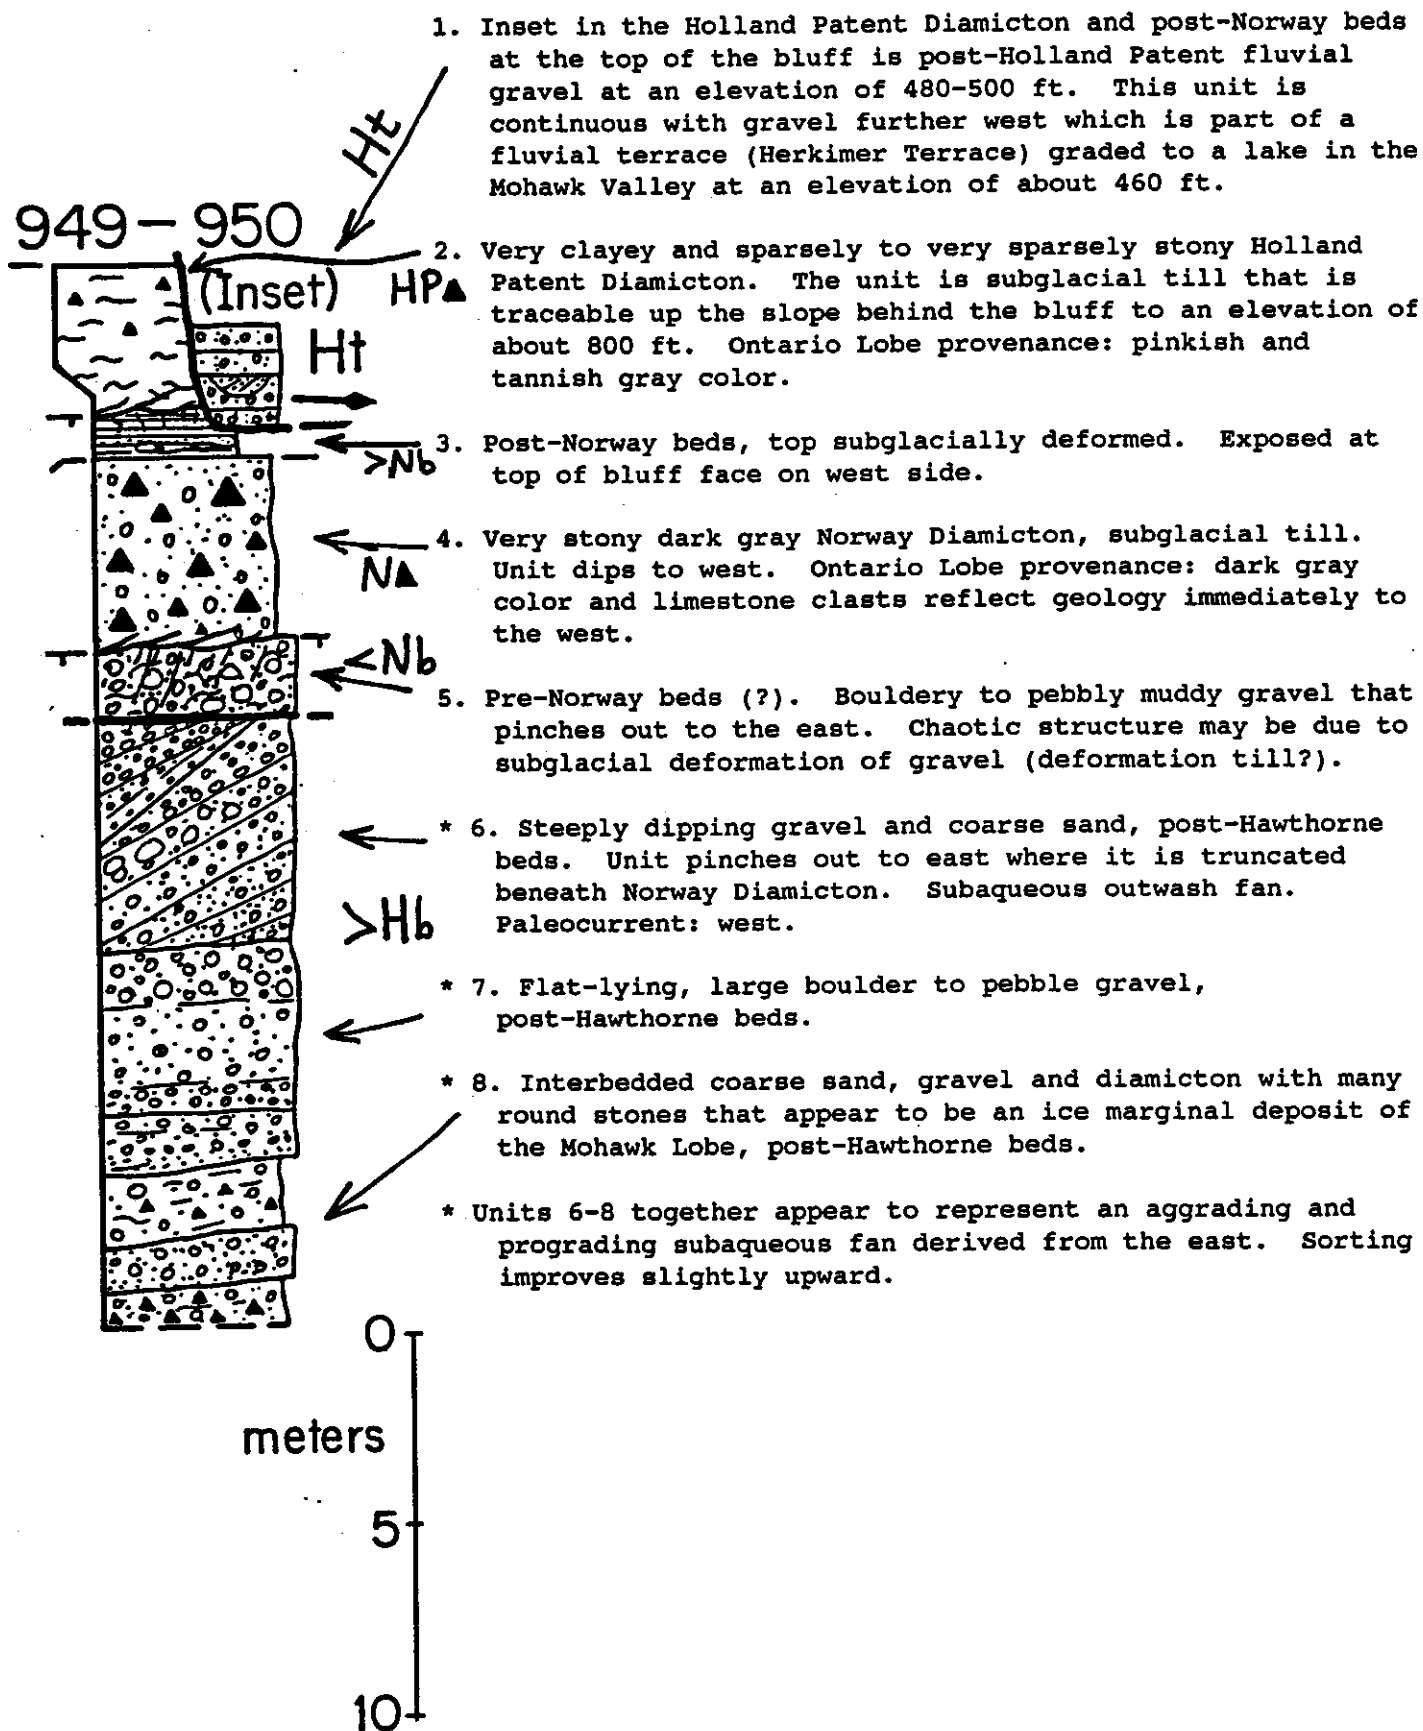 1. Inset in the Holland Patent Diamicton and post-Norway beds
at the top of the bluff is post-Holland Patent fluvial
gravel at an elevation of 480-500 ft. This unit is
continuous with gravel further west which is part of a
fluvial terrace (Herkimer Terrace) graded to a lake in the
Mohawk Valley at an elevation of about 460 ft.
Ht
949-950
(Inset)
HP▲
Ht
2. Very clayey and sparsely to very sparsely stony Holland
Patent Diamicton. The unit is subglacial till that is
traceable up the slope behind the bluff to an elevation of
about 800 ft. Ontario Lobe provenance: pinkish and
tannish gray color.
>Nb
3. Post-Norway beds, top subglacially deformed. Exposed at
top of bluff face on west side.
N▲
4. Very stony dark gray Norway Diamicton, subglacial till.
Unit dips to west. Ontario Lobe provenance: dark gray
color and limestone clasts reflect geology immediately to
the west.
<Nb
5. Pre-Norway beds (?). Bouldery to pebbly muddy gravel that
pinches out to the east. Chaotic structure may be due to
subglacial deformation of gravel (deformation till?).
* 6. Steeply dipping gravel and coarse sand, post-Hawthorne
beds. Unit pinches out to east where it is truncated
beneath Norway Diamicton. Subaqueous outwash fan.
Paleocurrent: west.
>Hb
* 7. Flat-lying, large boulder to pebble gravel,
post-Hawthorne beds.
* 8. Interbedded coarse sand, gravel and diamicton with many
round stones that appear to be an ice marginal deposit of
the Mohawk Lobe, post-Hawthorne beds.
* Units 6-8 together appear to represent an aggrading and
prograding subaqueous fan derived from the east. Sorting
improves slightly upward.
0
meters
5
10